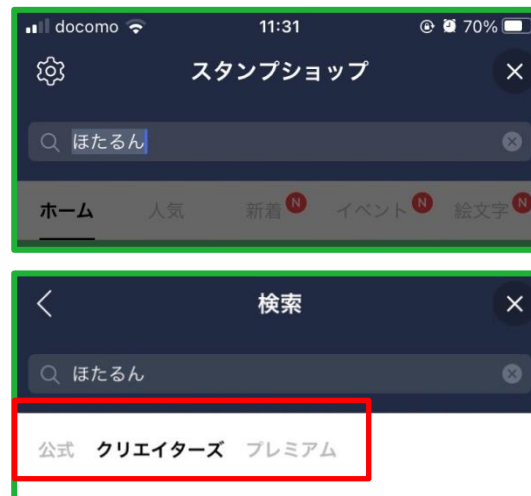 docomo 11:31 70%
スタンプショップ
ほたるん
ホーム 人気 新着 N イベント N 絵文字 N
検索
ほたるん
公式 クリエイターズ プレミアム